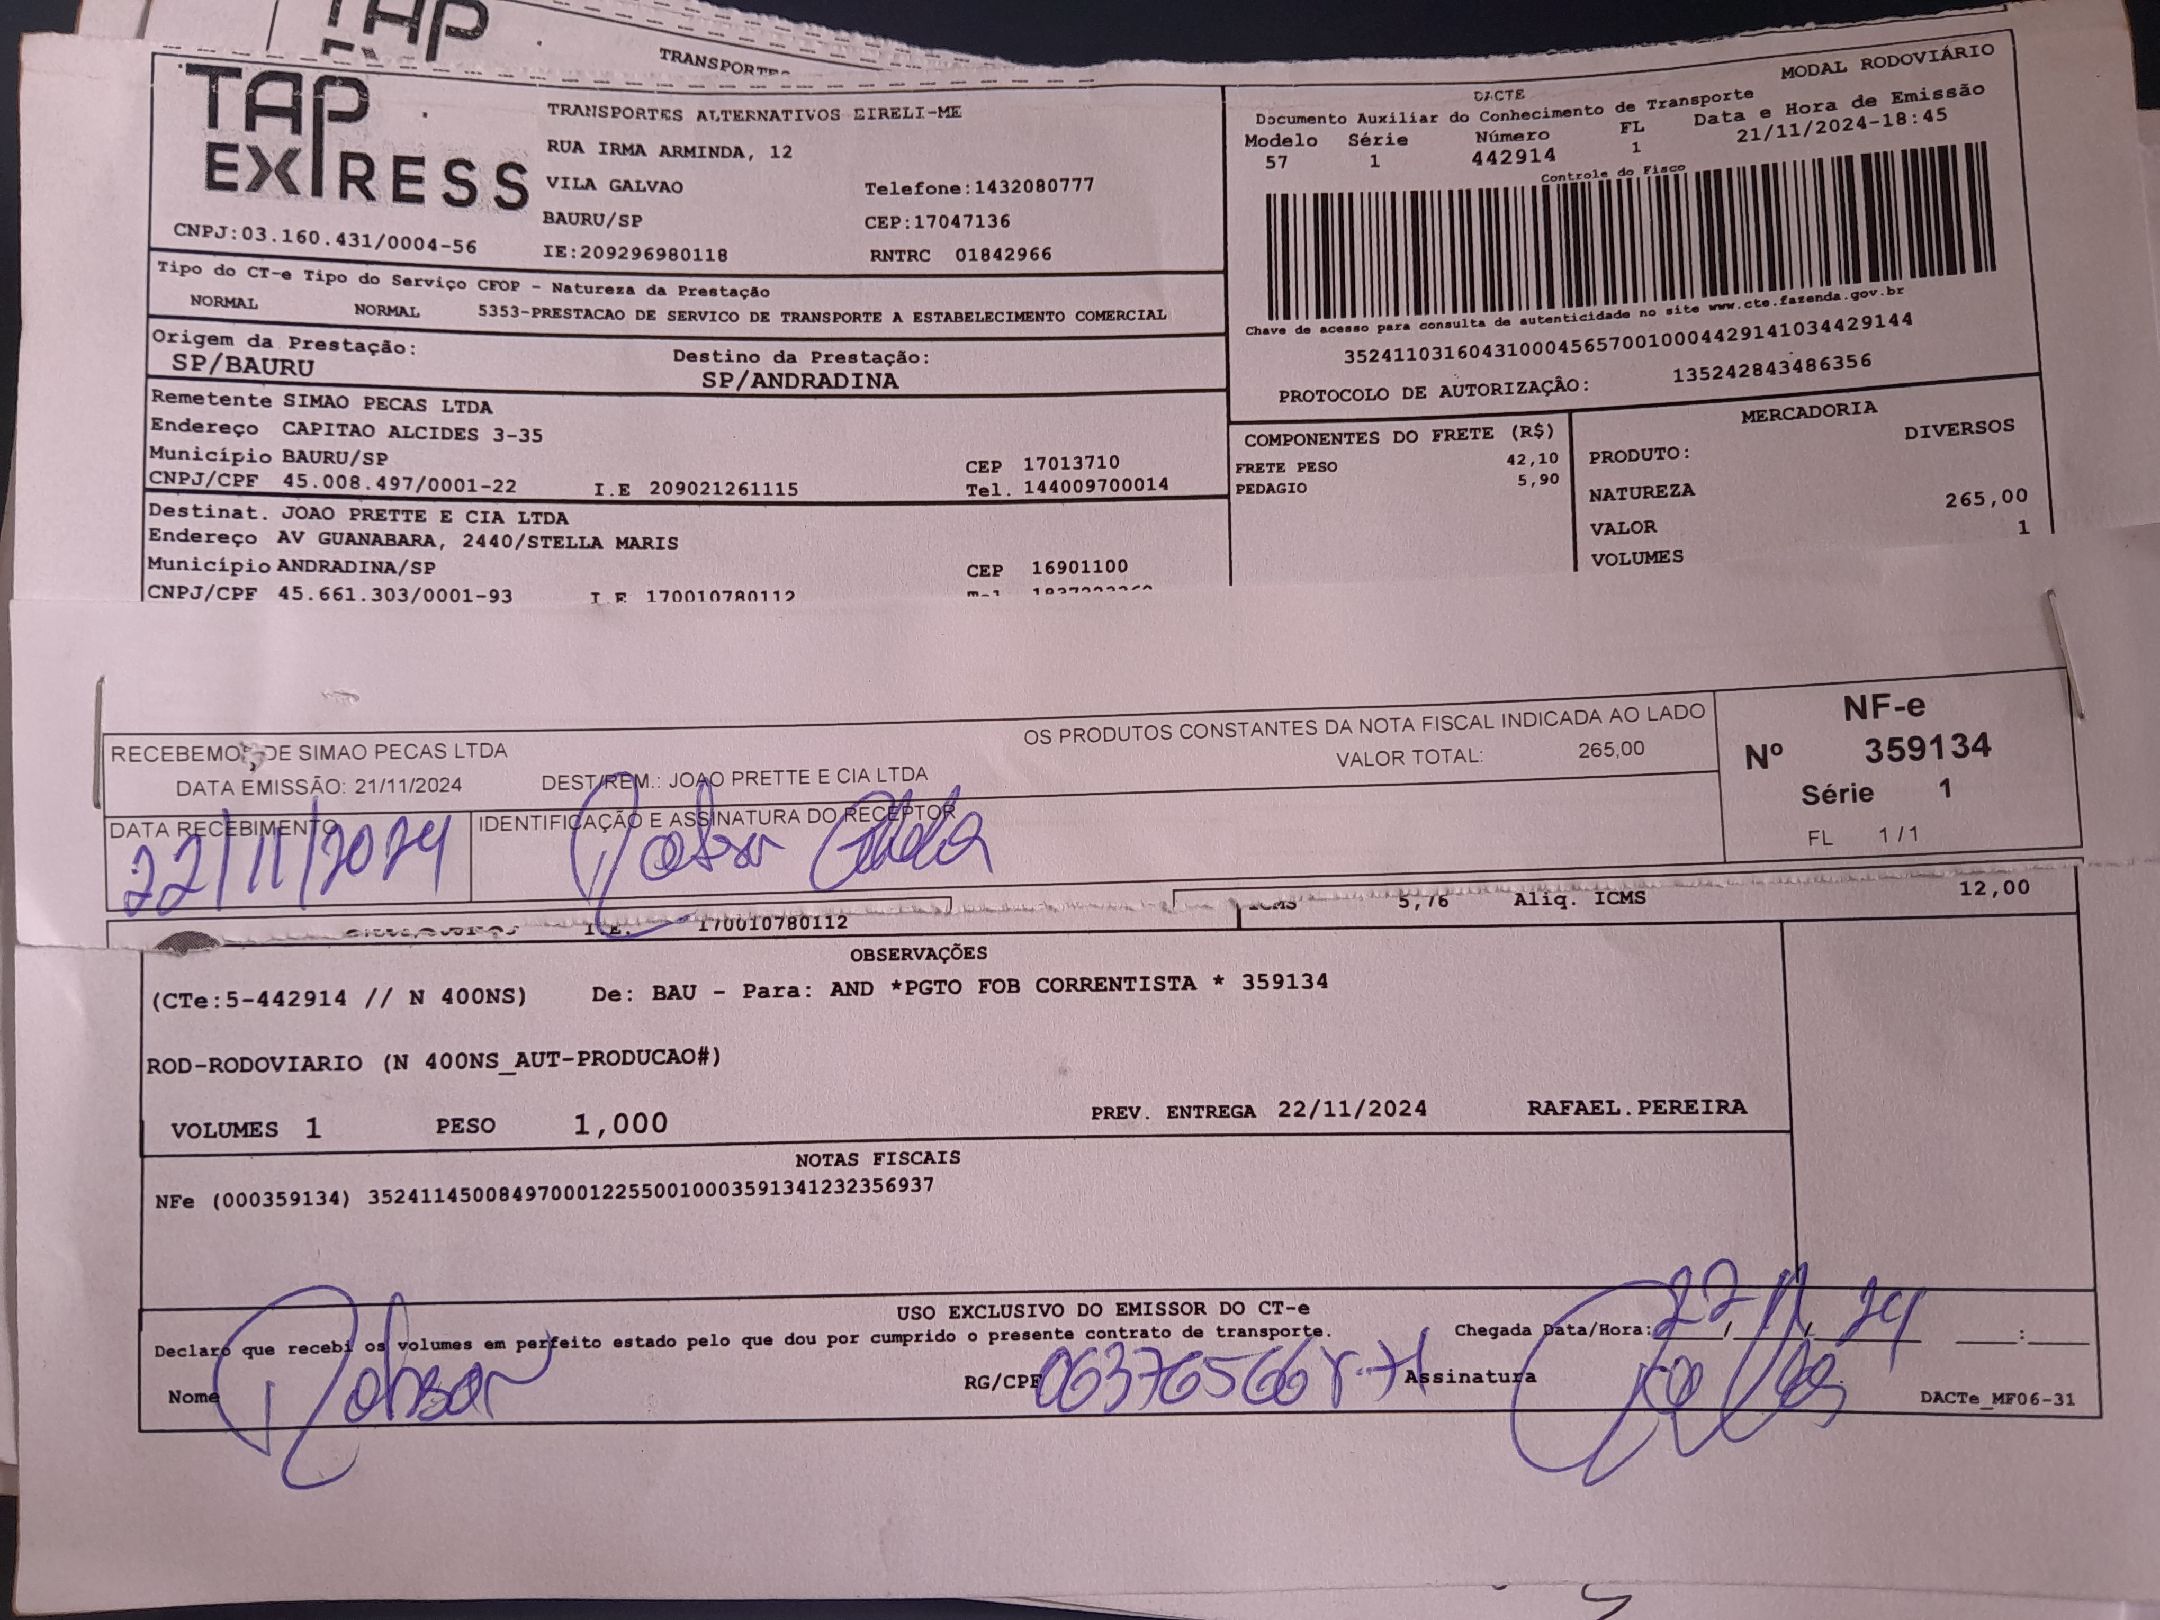 TAP
TRANSPORTE
TAP
EXPRESS
TRANSPORTES ALTERNATIVOS EIRELI-ME
RUA IRMA ARMINDA, 12
VILA GALVAO Telefone:1432080777
BAURU/SP CEP:17047136
CNPJ:03.160.431/0004-56 IE:209296980118 RNTRC 01842966
MODAL RODOVIÁRIO
DACTE
Documento Auxiliar do Conhecimento de Transporte
Modelo Série Número FL Data e Hora de Emissão
57 1 442914 1 21/11/2024-18:45
Controle do Fisco
Chave de acesso para consulta de autenticidade no site www.cte.fazenda.gov.br
35241103160431000456570010004429141034429144
PROTOCOLO DE AUTORIZAÇÃO: 135242843486356
Tipo do CT-e Tipo do Serviço CFOP - Natureza da Prestação
NORMAL NORMAL 5353-PRESTACAO DE SERVICO DE TRANSPORTE A ESTABELECIMENTO COMERCIAL
Origem da Prestação: Destino da Prestação:
SP/BAURU SP/ANDRADINA
Remetente SIMAO PECAS LTDA
Endereço CAPITAO ALCIDES 3-35
Município BAURU/SP CEP 17013710
CNPJ/CPF 45.008.497/0001-22 I.E 209021261115 Tel. 144009700014
Destinat. JOAO PRETTE E CIA LTDA
Endereço AV GUANABARA, 2440/STELLA MARIS
Município ANDRADINA/SP CEP 16901100
CNPJ/CPF 45.661.303/0001-93 I.E 170010780112
COMPONENTES DO FRETE (R$)
FRETE PESO 42,10
PEDAGIO 5,90
MERCADORIA
PRODUTO: DIVERSOS
NATUREZA
VALOR 265,00
VOLUMES 1
RECEBEMOS DE SIMAO PECAS LTDA OS PRODUTOS CONSTANTES DA NOTA FISCAL INDICADA AO LADO
DATA EMISSÃO: 21/11/2024 DEST/REM.: JOAO PRETTE E CIA LTDA VALOR TOTAL: 265,00
DATA RECEBIMENTO IDENTIFICAÇÃO E ASSINATURA DO RECEPTOR
22/11/2024 Robson
NF-e
Nº 359134
Série 1
FL 1/1
I.E. 170010780112 ICMS 5,76 Aliq. ICMS 12,00
OBSERVAÇÕES
(CTe:5-442914 // N 400NS) De: BAU - Para: AND *PGTO FOB CORRENTISTA * 359134
ROD-RODOVIARIO (N 400NS_AUT-PRODUCAO#)
VOLUMES 1 PESO 1,000 PREV. ENTREGA 22/11/2024 RAFAEL.PEREIRA
NOTAS FISCAIS
NFe (000359134) 35241145008497000122550010003591341232356937
USO EXCLUSIVO DO EMISSOR DO CT-e
Declaro que recebi os volumes em perfeito estado pelo que dou por cumprido o presente contrato de transporte. Chegada Data/Hora: 22/11/24 :
Nome Robson RG/CPF Assinatura
DACTe_MF06-31